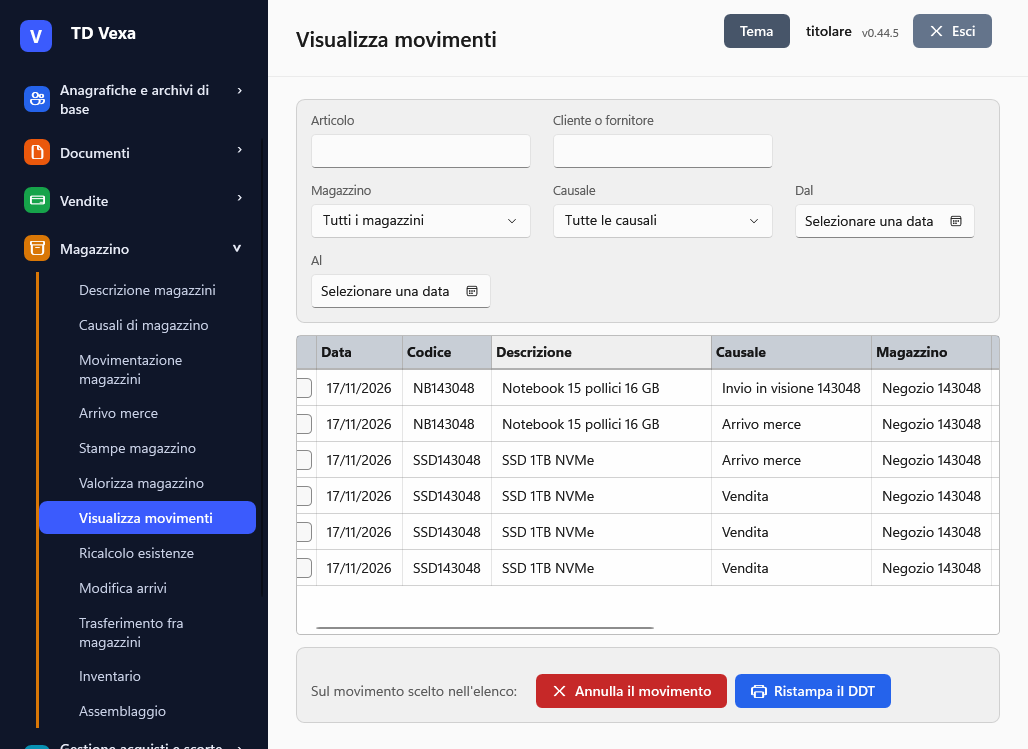 V
TD Vexa
Anagrafiche e archivi di
base
Documenti
Vendite
Magazzino
Descrizione magazzini
Causali di magazzino
Movimentazione
magazzini
Arrivo merce
Stampe magazzino
Valorizza magazzino
Visualizza movimenti
Ricalcolo esistenze
Modifica arrivi
Trasferimento fra
magazzini
Inventario
Assemblaggio
Gestione acquisti e scorte
Visualizza movimenti
Tema titolare v0.44.5 Esci
Articolo Cliente o fornitore
Magazzino Causale Dal
Tutti i magazzini Tutte le causali Selezionare una data
Al
Selezionare una data
Data Codice Descrizione Causale Magazzino
17/11/2026 NB143048 Notebook 15 pollici 16 GB Invio in visione 143048 Negozio 143048
17/11/2026 NB143048 Notebook 15 pollici 16 GB Arrivo merce Negozio 143048
17/11/2026 SSD143048 SSD 1TB NVMe Arrivo merce Negozio 143048
17/11/2026 SSD143048 SSD 1TB NVMe Vendita Negozio 143048
17/11/2026 SSD143048 SSD 1TB NVMe Vendita Negozio 143048
17/11/2026 SSD143048 SSD 1TB NVMe Vendita Negozio 143048
Sul movimento scelto nell'elenco: Annulla il movimento Ristampa il DDT